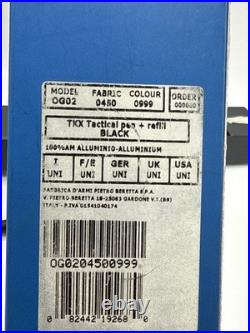 MODEL FABRIC COLOUR ORDER
OG02 0450 0999 000000
TKX Tactical pen + refill
BLACK
100%AM ALLUMINIO-ALUMINIUM
I F/E GER UK USA
UNI UNI UNI UNI UNI
FABBRICA D'ARMI PIETRO BERETTA S.P.A.
V. PIETRO BERETTA 18-25063 GARDONE V.T.(BS)
ITALY - P.IVA 01541040174
OG0204500999
0 82442 19268 0